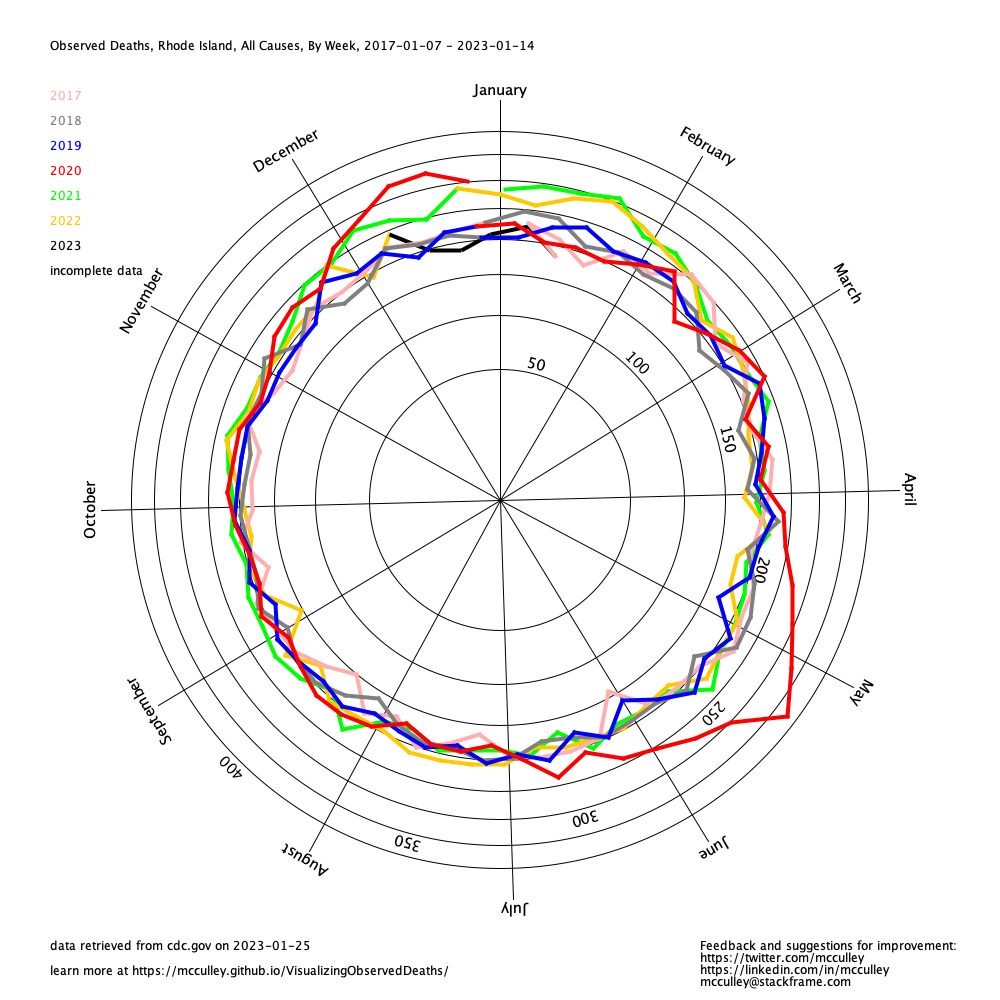 Observed Deaths, Rhode Island, All Causes, By Week, 2017-01-07 - 2023-01-14
2017
2018
2019
2020
2021
2022
2023
incomplete data
January
February
March
April
May
June
July
August
September
October
November
December
50
100
150
200
250
300
350
400
data retrieved from cdc.gov on 2023-01-25
learn more at https://mcculley.github.io/VisualizingObservedDeaths/
Feedback and suggestions for improvement:
https://twitter.com/mcculley
https://linkedin.com/in/mcculley
mcculley@stackframe.com